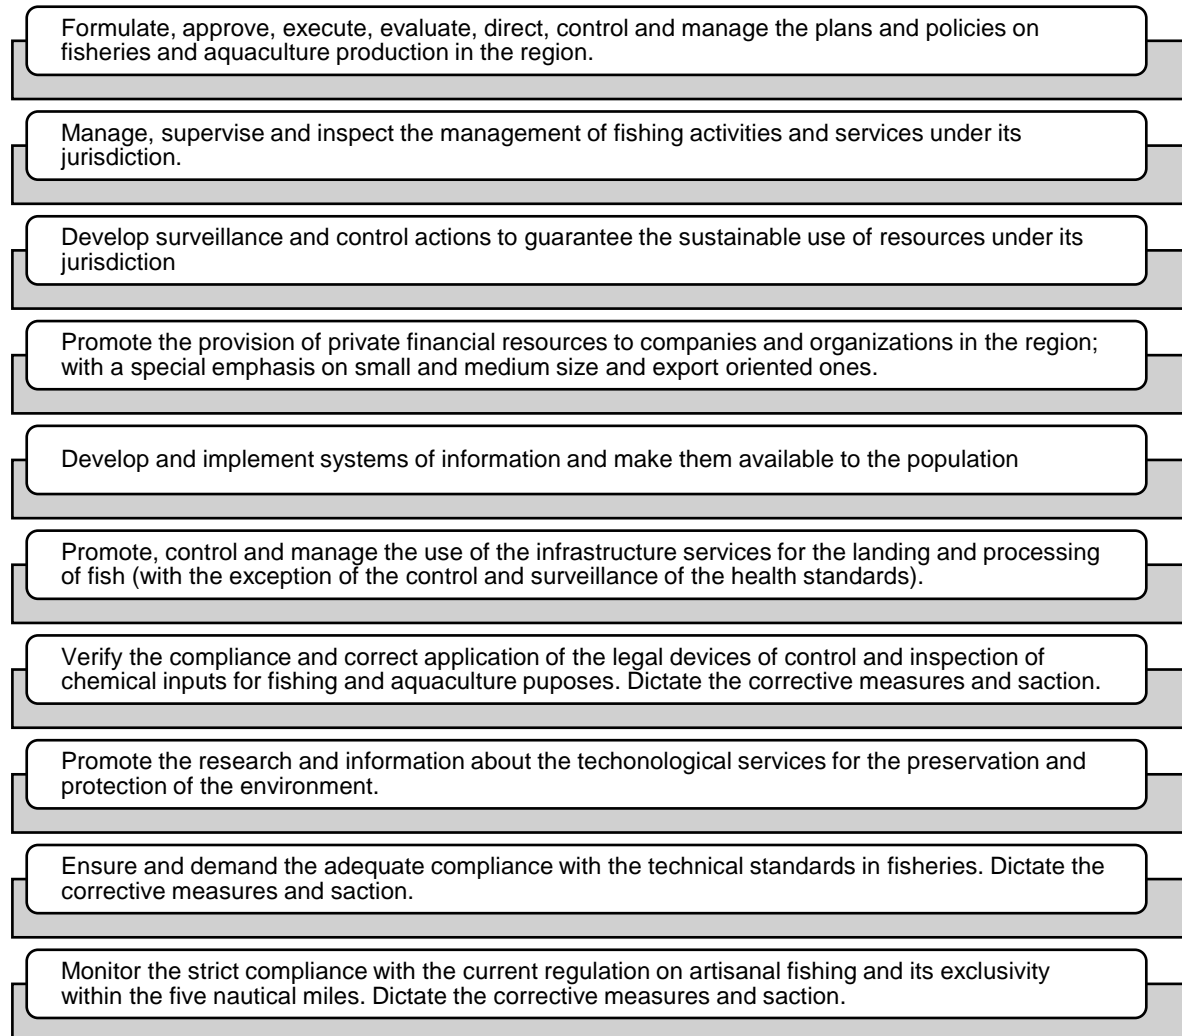 Formulate, approve, execute, evaluate, direct, control and manage the plans and policies on
fisheries and aquaculture production in the region.
Manage, supervise and inspect the management of fishing activities and services under its
jurisdiction.
Develop surveillance and control actions to guarantee the sustainable use of resources under its
jurisdiction
Promote the provision of private financial resources to companies and organizations in the region;
with a special emphasis on small and medium size and export oriented ones.
Develop and implement systems of information and make them available to the population
Promote, control and manage the use of the infrastructure services for the landing and processing
of fish (with the exception of the control and surveillance of the health standards).
Verify the compliance and correct application of the legal devices of control and inspection of
chemical inputs for fishing and aquaculture puposes. Dictate the corrective measures and saction.
Promote the research and information about the techonological services for the preservation and
protection of the environment.
Ensure and demand the adequate compliance with the technical standards in fisheries. Dictate the
corrective measures and saction.
Monitor the strict compliance with the current regulation on artisanal fishing and its exclusivity
within the five nautical miles. Dictate the corrective measures and saction.